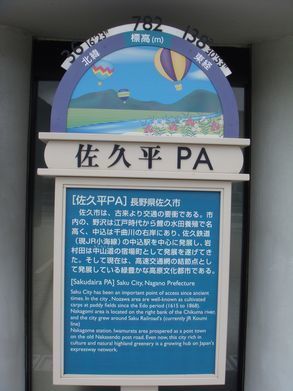 782
標高(m)
北緯
東経
佐久平 PA
[佐久平PA] 長野県佐久市
佐久市は、古来より交通の要衝である。市
内の、野沢は江戸時代から鯉の水田養殖で名
高く、中込は千曲川の右岸にあり、佐久鉄道
(現JR小海線)の中込駅を中心に発展し、岩
村田は中山道の宿場町として発展を遂げてき
た。そして現在は、高速交通網の結節点とし
て発展している緑豊かな高原文化都市である。
[Sakudaira PA] Saku City, Nagano Prefecture
Saku City has been an important point of access since ancient
times. In the city , Nozawa area are well-known as cultivated
carps at paddy fields since the Edo period (1615 to 1868).
Nakagomi area is located on the right bank of the Chikuma river,
and the city grew around Saku Railroad's (currently JR Koumi
line)
Nakagome station. Iwamurata area prospered as a post town
on the old Nakasendo post road. Even now, this city rich in
culture and natural highland greenery is a growing hub on Japan's
expressway network.